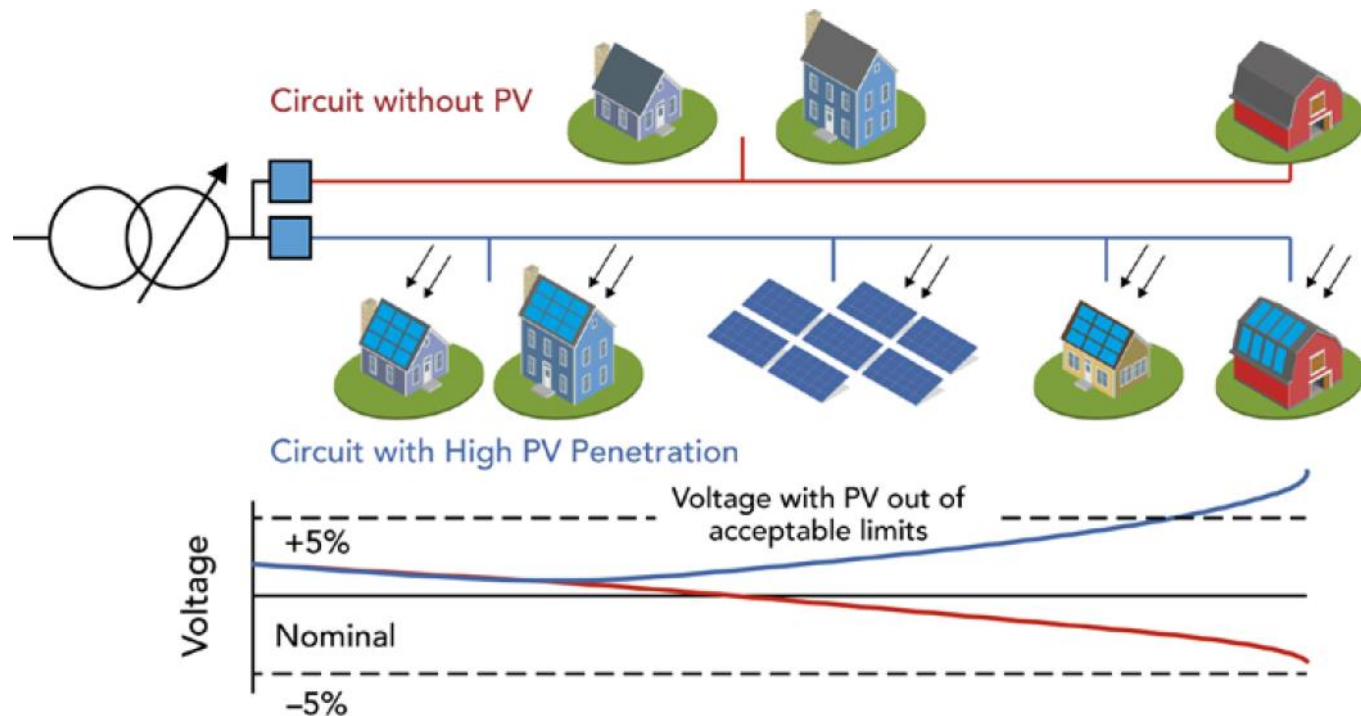 Circuit without PV
Circuit with High PV Penetration
Voltage with PV out of
acceptable limits
+5%
Voltage
Nominal
–5%